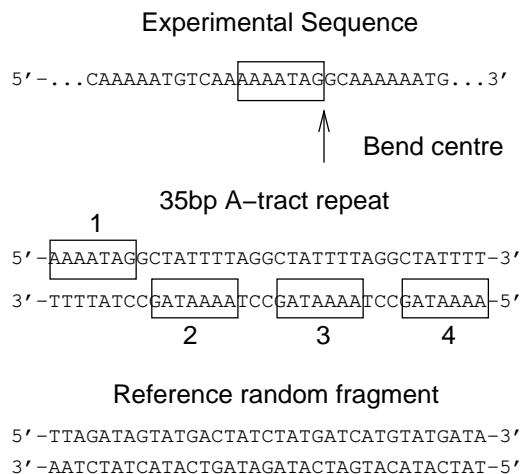 Experimental Sequence
5′-...CAAAAATGTCAAAAAATAGGCAAAAAATG...3′
Bend centre
35bp A−tract repeat
1
5′-AAAATAGGCTATTTTAGGCTATTTTAGGCTATTTT-3′
3′-TTTTATCCGATAAAATCCGATAAAATCCGATAAAA-5′
2 3 4
Reference random fragment
5′-TTAGATAGTATGACTATCTATGATCATGTATGATA-3′
3′-AATCTATCATACTGATAGATACTAGTACATACTAT-5′